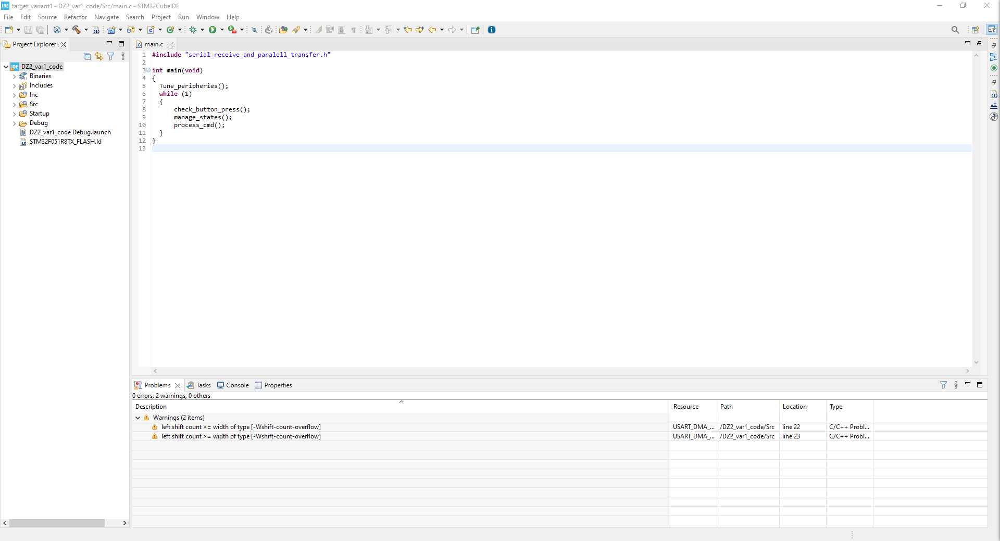 IDE target_variant1 - DZ2_var1_code/Src/main.c - STM32CubeIDE
File Edit Source Refactor Navigate Search Project Run Window Help
Project Explorer
IDE DZ2_var1_code
Binaries
Includes
Inc
Src
Startup
Debug
DZ2_var1_code Debug.launch
STM32F051R8TX_FLASH.ld
main.c
1 #include "serial_receive_and_paralell_transfer.h"
2
3 int main(void)
4 {
5 Tune_peripheries();
6 while (1)
7 {
8 check_button_press();
9 manage_states();
10 process_cmd();
11 }
12 }
13
Problems Tasks Console Properties
0 errors, 2 warnings, 0 others
Description Resource Path Location Type
Warnings (2 items)
left shift count >= width of type [-Wshift-count-overflow] USART_DMA_... /DZ2_var1_code/Src line 22 C/C++ Probl...
left shift count >= width of type [-Wshift-count-overflow] USART_DMA_... /DZ2_var1_code/Src line 23 C/C++ Probl...